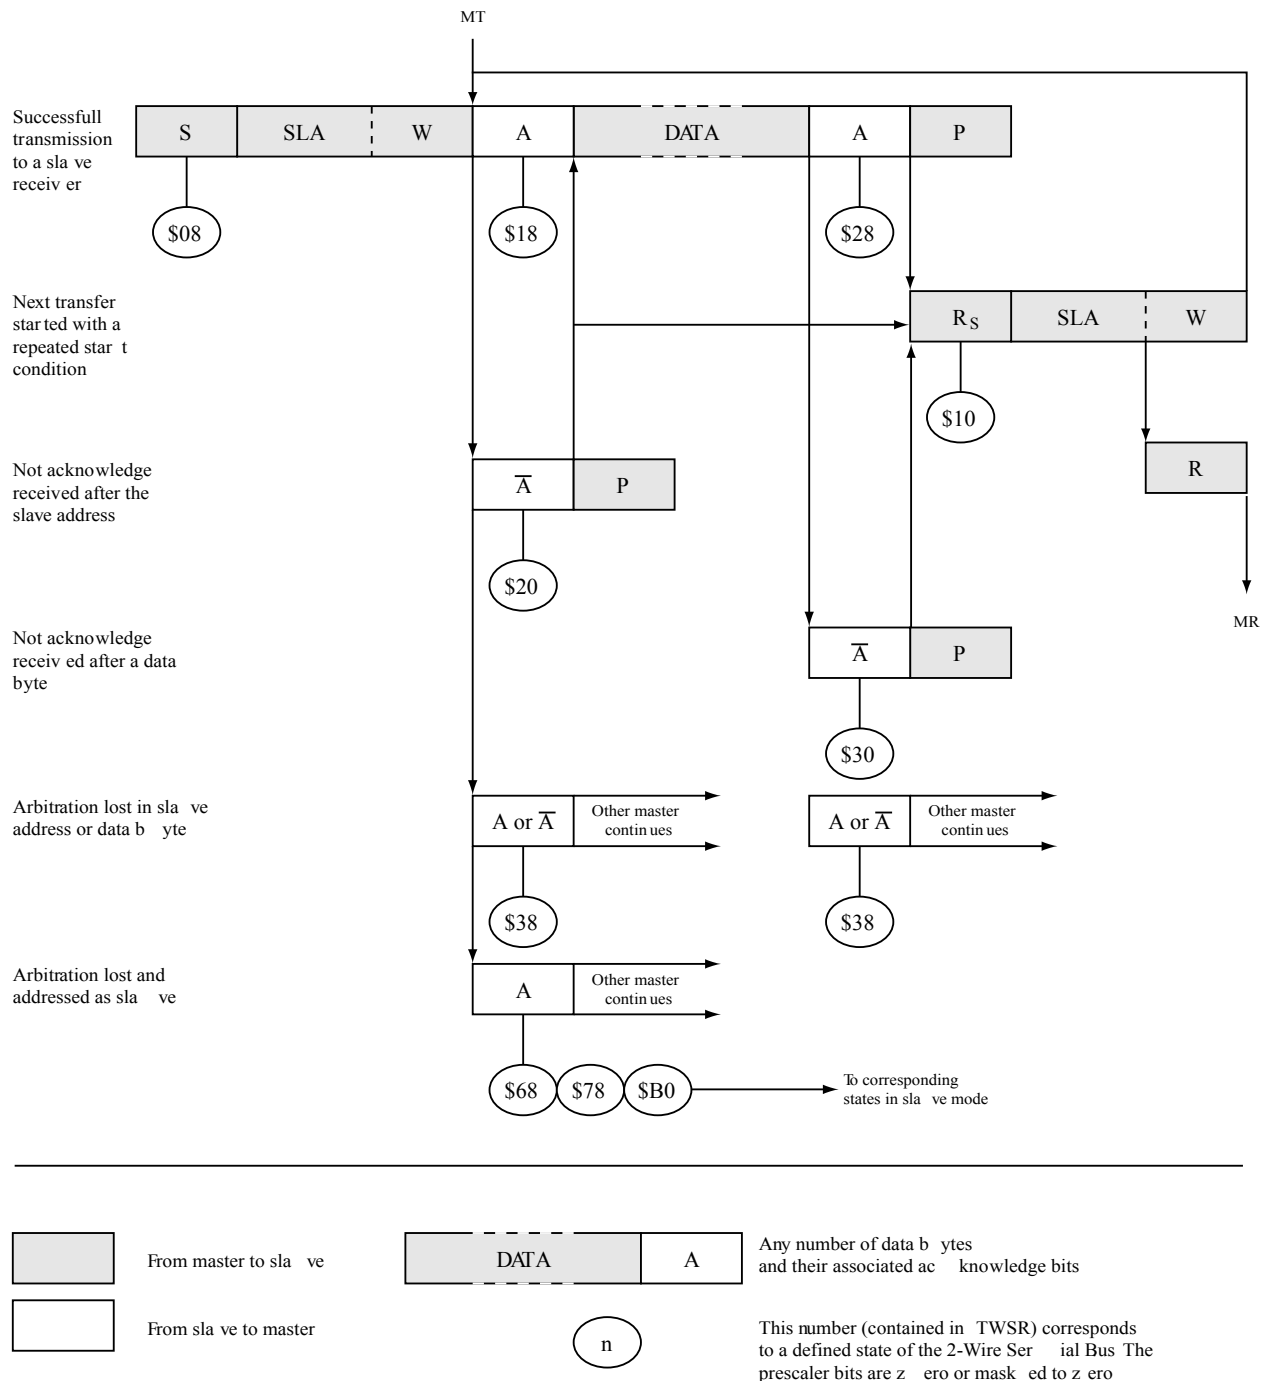 MT
Successfull
transmission
to a sla ve
receiv er
S SLA W A DATA A P
$08 $18 $28
Next transfer
star ted with a
repeated star t
condition
RS SLA W
$10
Not acknowledge
received after the
slave address
A̅ P
R
$20
MR
Not acknowledge
receiv ed after a data
byte
A̅ P
$30
Arbitration lost in sla ve
address or data b yte
A or A̅
Other master
contin ues
A or A̅
Other master
contin ues
$38 $38
Arbitration lost and
addressed as sla ve
A
Other master
contin ues
$68 $78 $B0
To corresponding
states in sla ve mode
From master to sla ve
DATA A
Any number of data b ytes
and their associated ac knowledge bits
From sla ve to master
n
This number (contained in TWSR) corresponds
to a defined state of the 2-Wire Ser ial Bus The
prescaler bits are z ero or mask ed to z ero